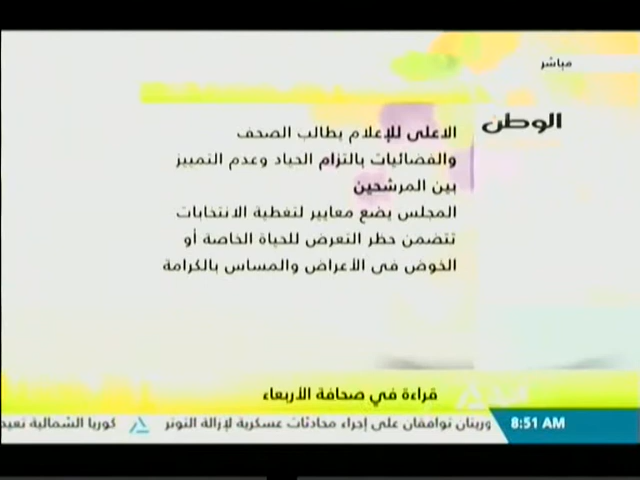 مباشر
الوطن
الاعلى للإعلام يطالب الصحف
والفضائيات بالتزام الحياد وعدم التمييز
بين المرشحين
المجلس يضع معايير لتغطية الانتخابات
تتضمن حظر التعرض للحياة الخاصة أو
الخوض فى الأعراض والمساس بالكرامة
قراءة في صحافة الأربعاء
وريتان توافقان على إجراء محادثات عسكرية لإزالة التوتر
كوريا الشمالية تعيد
8:51 AM